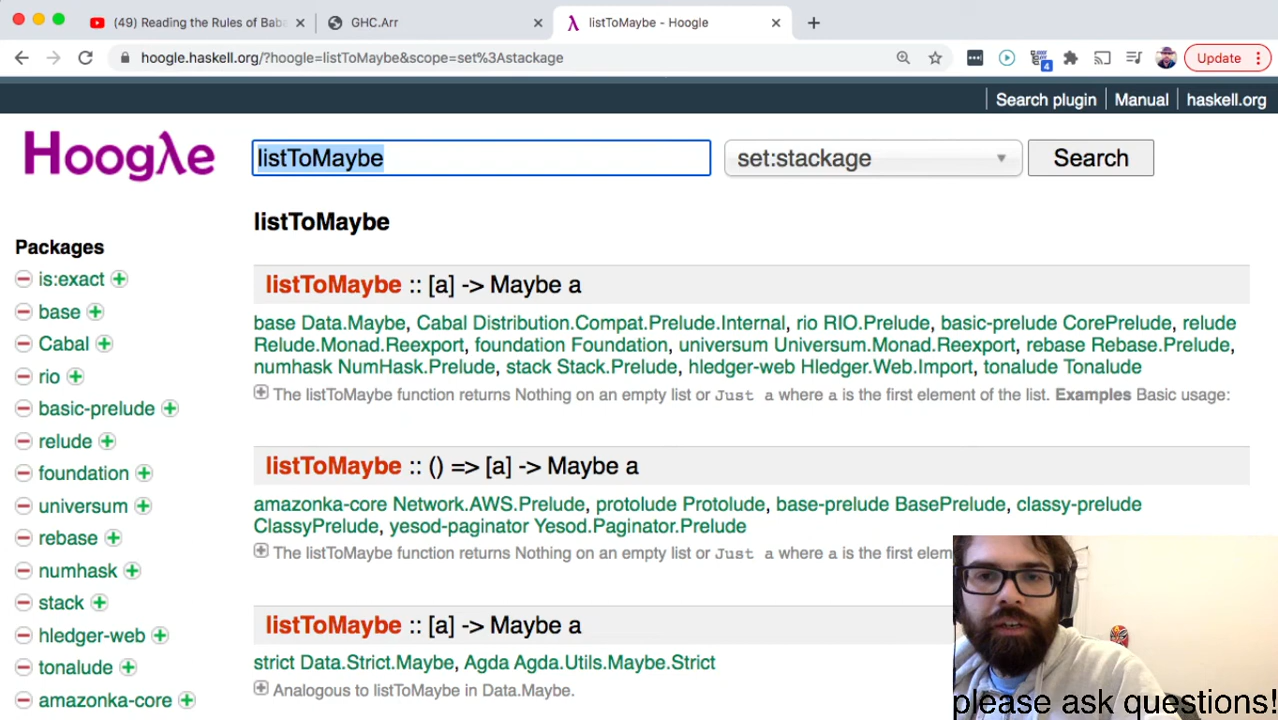 (49) Reading the Rules of Baba
GHC.Arr
listToMaybe - Hoogle
hoogle.haskell.org/?hoogle=listToMaybe&scope=set%3Astackage
4
Update
Search plugin
Manual
haskell.org
Hoogλe
listToMaybe
set:stackage
Search
listToMaybe
Packages
is:exact
base
Cabal
rio
basic-prelude
relude
foundation
universum
rebase
numhask
stack
hledger-web
tonalude
amazonka-core
listToMaybe :: [a] -> Maybe a
base Data.Maybe, Cabal Distribution.Compat.Prelude.Internal, rio RIO.Prelude, basic-prelude CorePrelude, relude
Relude.Monad.Reexport, foundation Foundation, universum Universum.Monad.Reexport, rebase Rebase.Prelude,
numhask NumHask.Prelude, stack Stack.Prelude, hledger-web Hledger.Web.Import, tonalude Tonalude
The listToMaybe function returns Nothing on an empty list or Just a where a is the first element of the list. Examples Basic usage:
listToMaybe :: () => [a] -> Maybe a
amazonka-core Network.AWS.Prelude, protolude Protolude, base-prelude BasePrelude, classy-prelude
ClassyPrelude, yesod-paginator Yesod.Paginator.Prelude
The listToMaybe function returns Nothing on an empty list or Just a where a is the first elem
listToMaybe :: [a] -> Maybe a
strict Data.Strict.Maybe, Agda Agda.Utils.Maybe.Strict
Analogous to listToMaybe in Data.Maybe.
please ask questions!